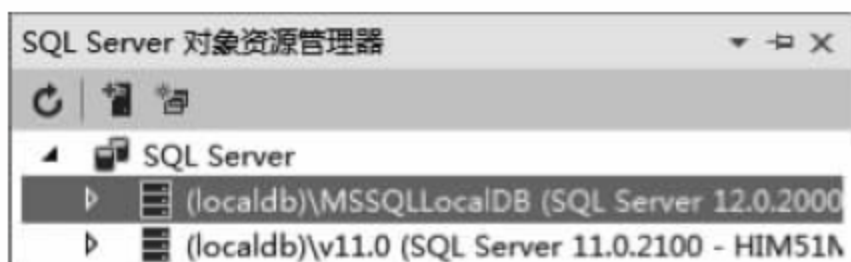 SQL Server 对象资源管理器
SQL Server
(localdb)\MSSQLLocalDB (SQL Server 12.0.2000
(localdb)\v11.0 (SQL Server 11.0.2100 - HIM51